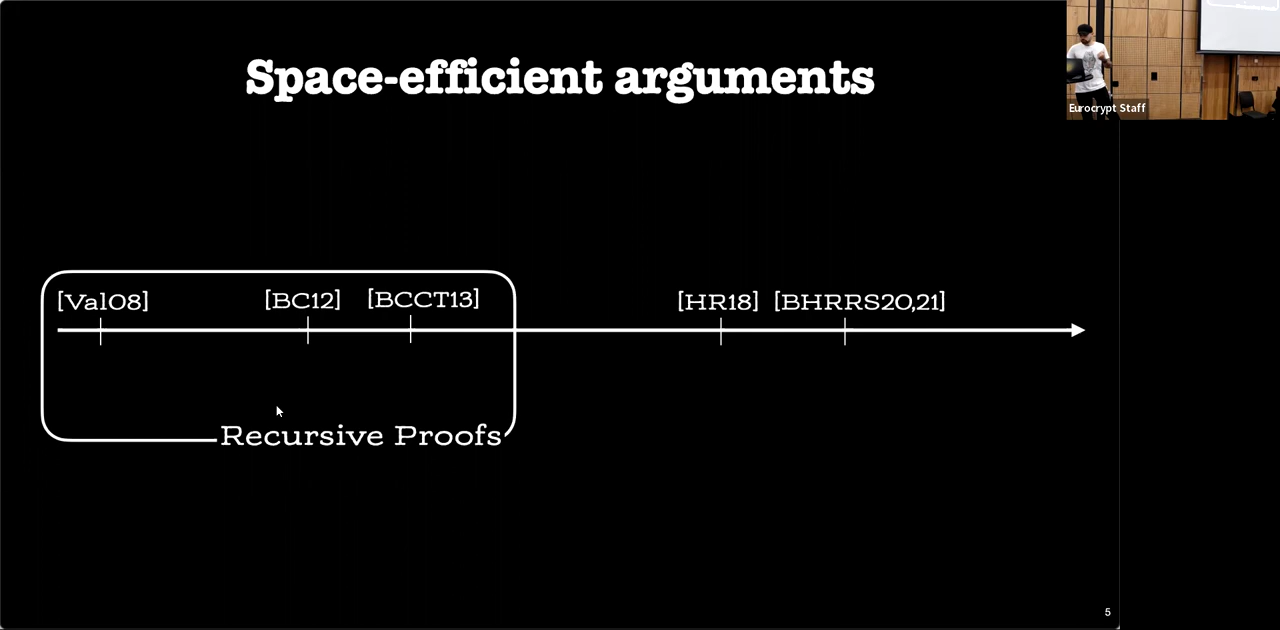 Space-efficient arguments
Eurocrypt Staff
[Val08] [BC12] [BCCT13] [HR18] [BHRRS20,21]
Recursive Proofs
5